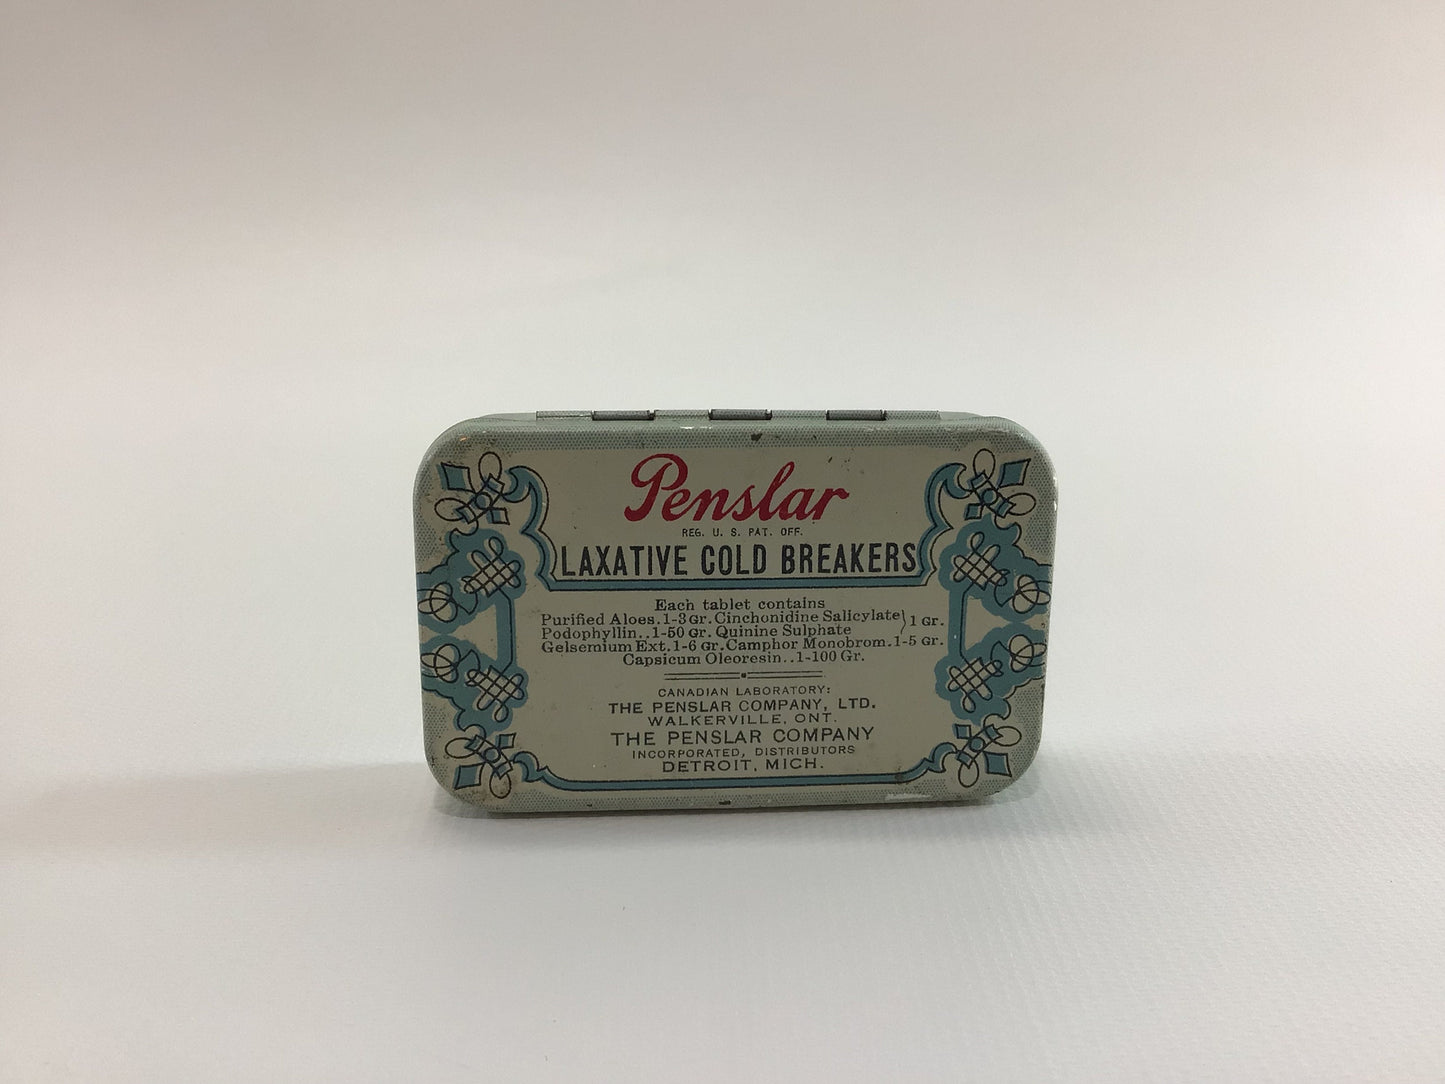 Penslar
REG. U. S. PAT. OFF.
LAXATIVE COLD BREAKERS
Each tablet contains
Purified Aloes.1-3 Gr. Cinchonidine Salicylate } 1 Gr.
Podophyllin..1-50 Gr. Quinine Sulphate
Gelsemium Ext.1-6 Gr. Camphor Monobrom.1-5 Gr.
Capsicum Oleoresin..1-100 Gr.
CANADIAN LABORATORY:
THE PENSLAR COMPANY, LTD.
WALKERVILLE, ONT.
THE PENSLAR COMPANY
INCORPORATED, DISTRIBUTORS
DETROIT, MICH.